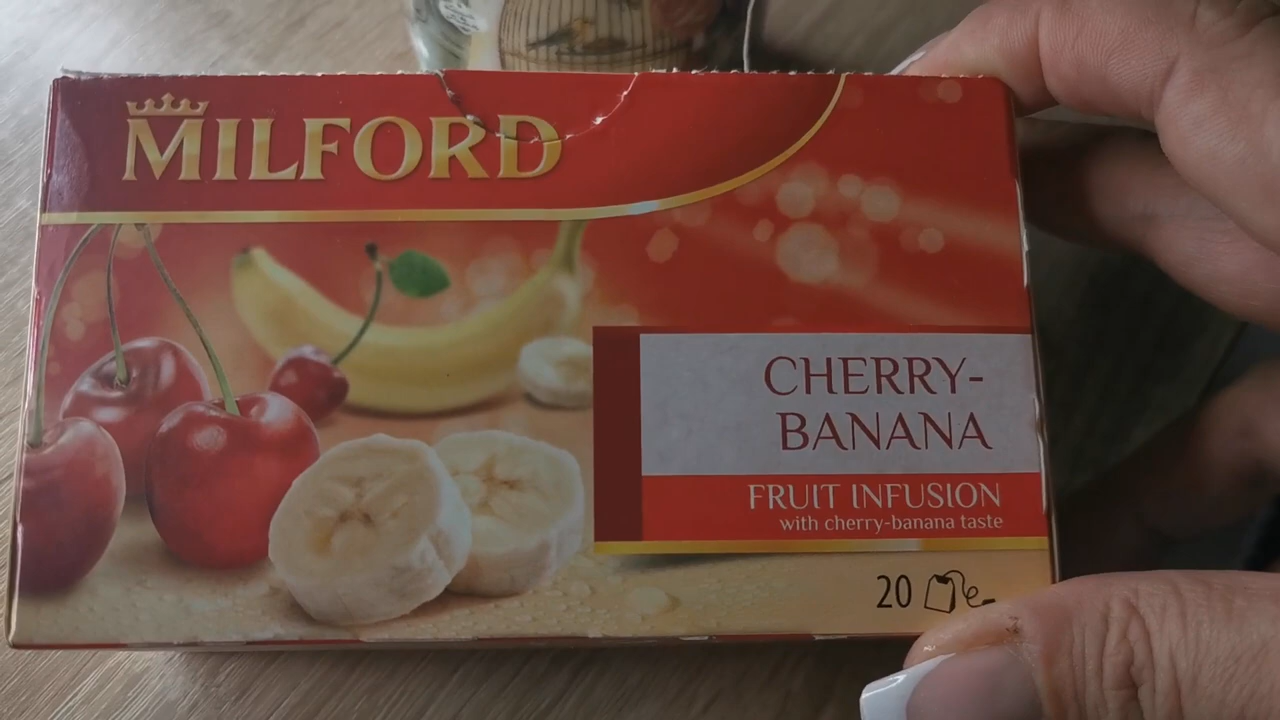 MILFORD
CHERRY-
BANANA
FRUIT INFUSION
with cherry-banana taste
20